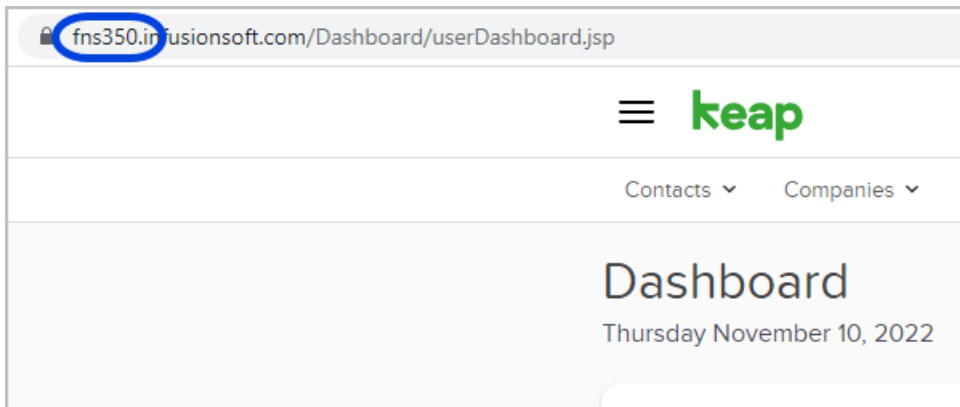 fns350.infusionsoft.com/Dashboard/userDashboard.jsp
keap
Contacts Companies
Dashboard
Thursday November 10, 2022